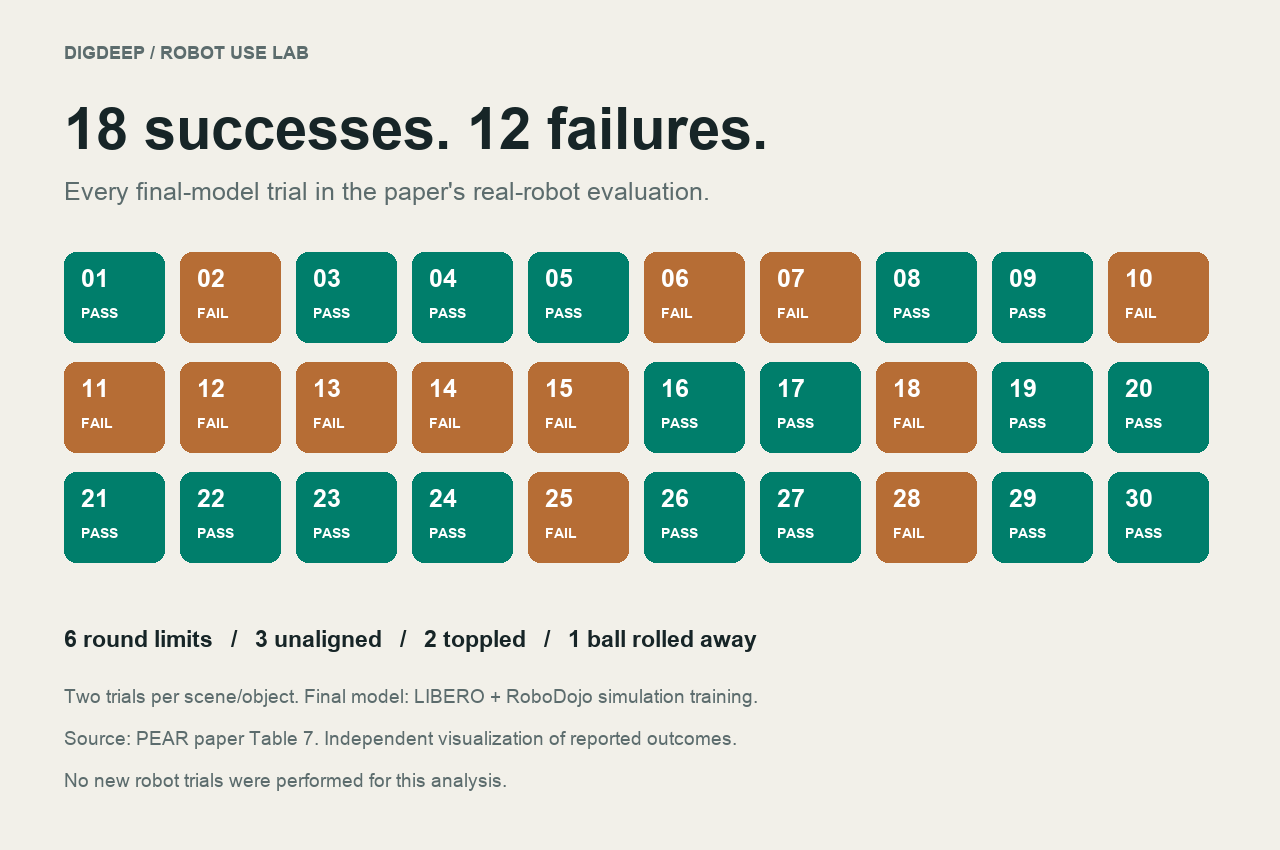 DIGDEEP / ROBOT USE LAB
18 successes. 12 failures.
Every final-model trial in the paper's real-robot evaluation.
01 02 03 04 05 06 07 08 09 10
PASS FAIL PASS PASS PASS FAIL FAIL PASS PASS FAIL
11 12 13 14 15 16 17 18 19 20
FAIL FAIL FAIL FAIL FAIL PASS PASS FAIL PASS PASS
21 22 23 24 25 26 27 28 29 30
PASS PASS PASS PASS FAIL PASS PASS FAIL PASS PASS
6 round limits / 3 unaligned / 2 toppled / 1 ball rolled away
Two trials per scene/object. Final model: LIBERO + RoboDojo simulation training.
Source: PEAR paper Table 7. Independent visualization of reported outcomes.
No new robot trials were performed for this analysis.